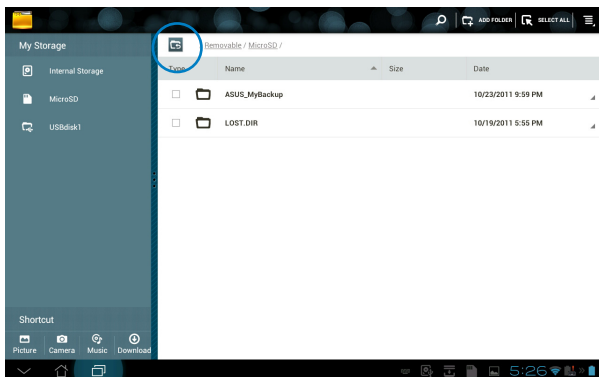 ADD FOLDER SELECT ALL
My Storage
Removable / MicroSD /
Type Name Size Date
Internal Storage
ASUS_MyBackup 10/23/2011 9:59 PM
MicroSD
LOST.DIR 10/19/2011 5:55 PM
USBdisk1
Shortcut
Picture Camera Music Download
5:26